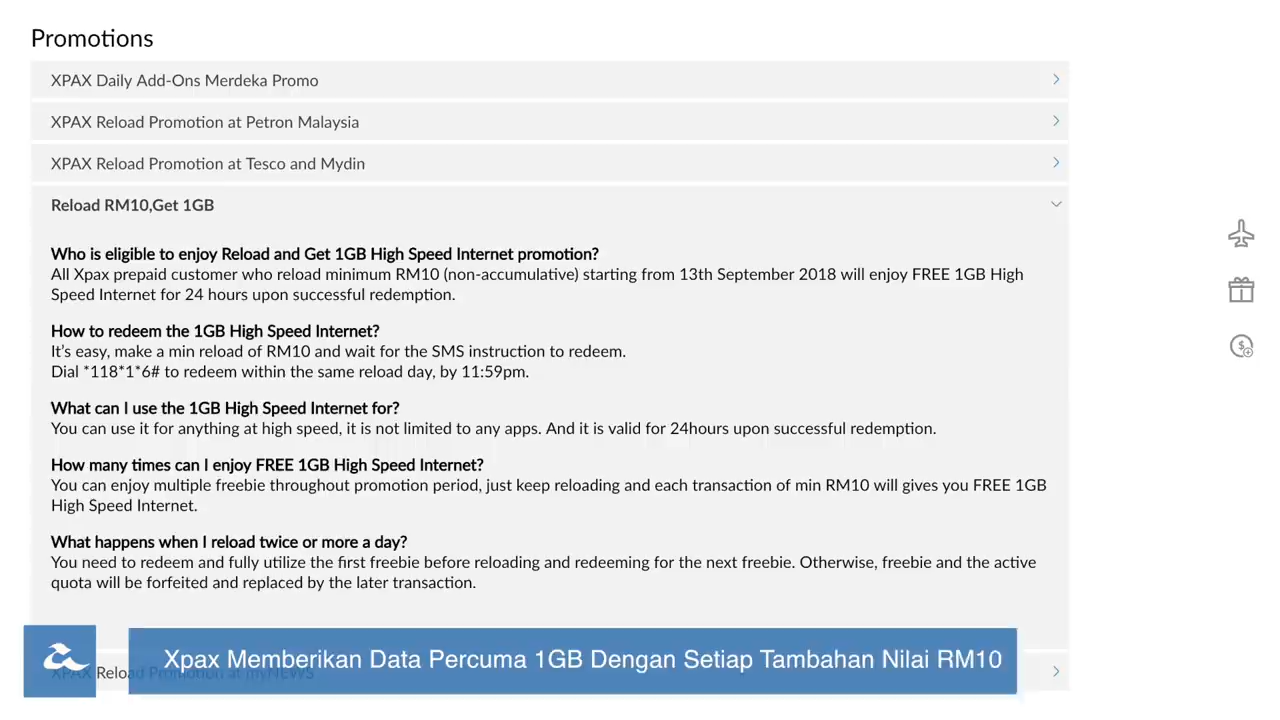 Promotions
XPAX Daily Add-Ons Merdeka Promo
XPAX Reload Promotion at Petron Malaysia
XPAX Reload Promotion at Tesco and Mydin
Reload RM10,Get 1GB
Who is eligible to enjoy Reload and Get 1GB High Speed Internet promotion?
All Xpax prepaid customer who reload minimum RM10 (non-accumulative) starting from 13th September 2018 will enjoy FREE 1GB High
Speed Internet for 24 hours upon successful redemption.
How to redeem the 1GB High Speed Internet?
It’s easy, make a min reload of RM10 and wait for the SMS instruction to redeem.
Dial *118*1*6# to redeem within the same reload day, by 11:59pm.
What can I use the 1GB High Speed Internet for?
You can use it for anything at high speed, it is not limited to any apps. And it is valid for 24hours upon successful redemption.
How many times can I enjoy FREE 1GB High Speed Internet?
You can enjoy multiple freebie throughout promotion period, just keep reloading and each transaction of min RM10 will gives you FREE 1GB
High Speed Internet.
What happens when I reload twice or more a day?
You need to redeem and fully utilize the first freebie before reloading and redeeming for the next freebie. Otherwise, freebie and the active
quota will be forfeited and replaced by the later transaction.
Xpax Memberikan Data Percuma 1GB Dengan Setiap Tambahan Nilai RM10
XPAX Reload Promotion at myNEWS